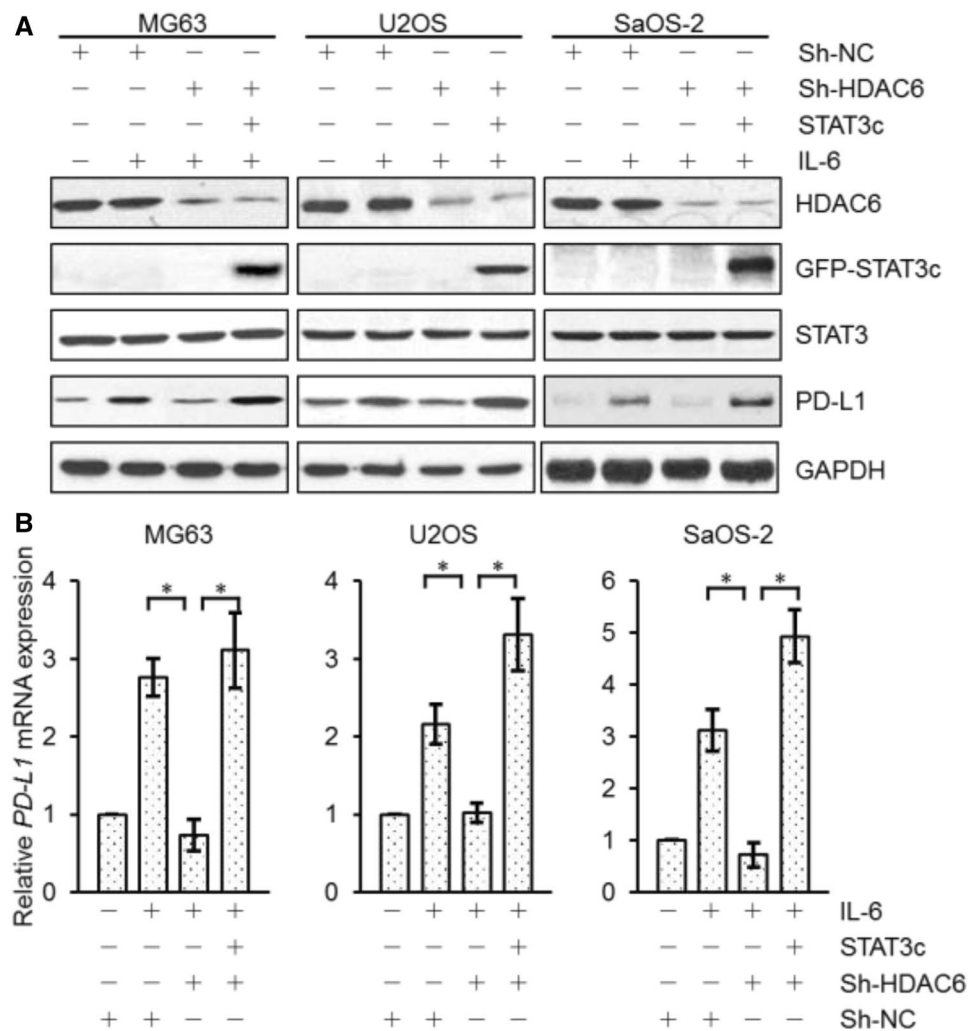 A
MG63 U2OS SaOS-2
+ + − − + + − − + + − − Sh-NC
− − + + − − + + − − + + Sh-HDAC6
− − − + − − − + − − − + STAT3c
− + + + − + + + − + + + IL-6
HDAC6
GFP-STAT3c
STAT3
PD-L1
GAPDH
B
MG63 U2OS SaOS-2
Relative PD-L1 mRNA expression
4 3 2 1 0
* *
4 3 2 1 0
* *
6 5 4 3 2 1 0
* *
− + + + − + + + − + + + IL-6
− − − + − − − + − − − + STAT3c
− − + + − − + + − − + + Sh-HDAC6
+ + − − + + − − + + − − Sh-NC